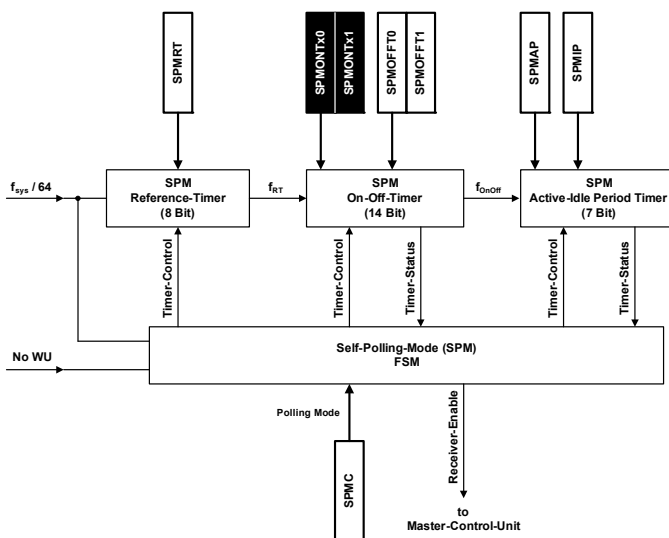 SPMRT
SPMONTx0
SPMONTx1
SPMOFFT0
SPMOFFT1
SPMAP
SPMIP
fsys / 64
SPM
Reference-Timer
(8 Bit)
fRT
SPM
On-Off-Timer
(14 Bit)
fOnOff
SPM
Active-Idle Period Timer
(7 Bit)
Timer-Control
Timer-Control
Timer-Status
Timer-Control
Timer-Status
No WU
Self-Polling-Mode (SPM)
FSM
Polling Mode
SPMC
Receiver-Enable
to
Master-Control-Unit